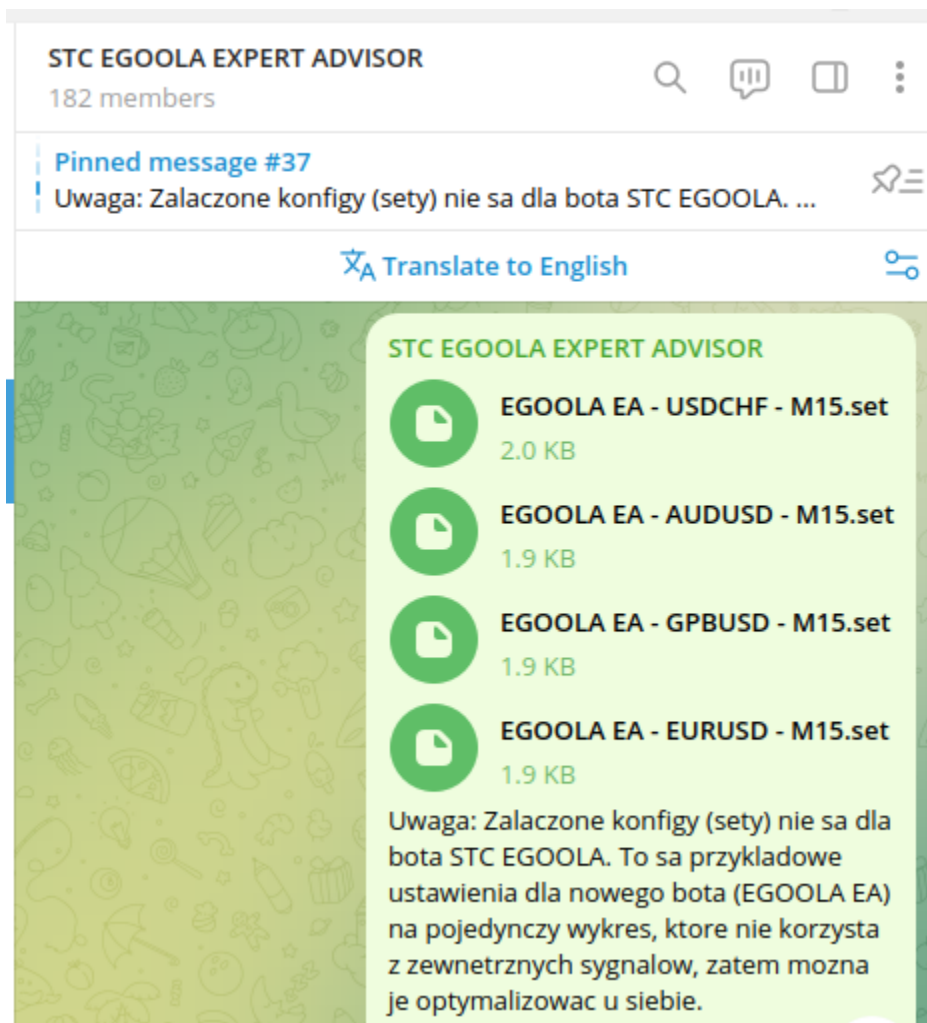 STC EGOOLA EXPERT ADVISOR
182 members
Pinned message #37
Uwaga: Zalaczone konfigy (sety) nie sa dla bota STC EGOOLA. ...
Translate to English
STC EGOOLA EXPERT ADVISOR
EGOOLA EA - USDCHF - M15.set
2.0 KB
EGOOLA EA - AUDUSD - M15.set
1.9 KB
EGOOLA EA - GPBUSD - M15.set
1.9 KB
EGOOLA EA - EURUSD - M15.set
1.9 KB
Uwaga: Zalaczone konfigy (sety) nie sa dla
bota STC EGOOLA. To sa przykladowe
ustawienia dla nowego bota (EGOOLA EA)
na pojedynczy wykres, ktore nie korzysta
z zewnetrznych sygnalow, zatem mozna
je optymalizowac u siebie.